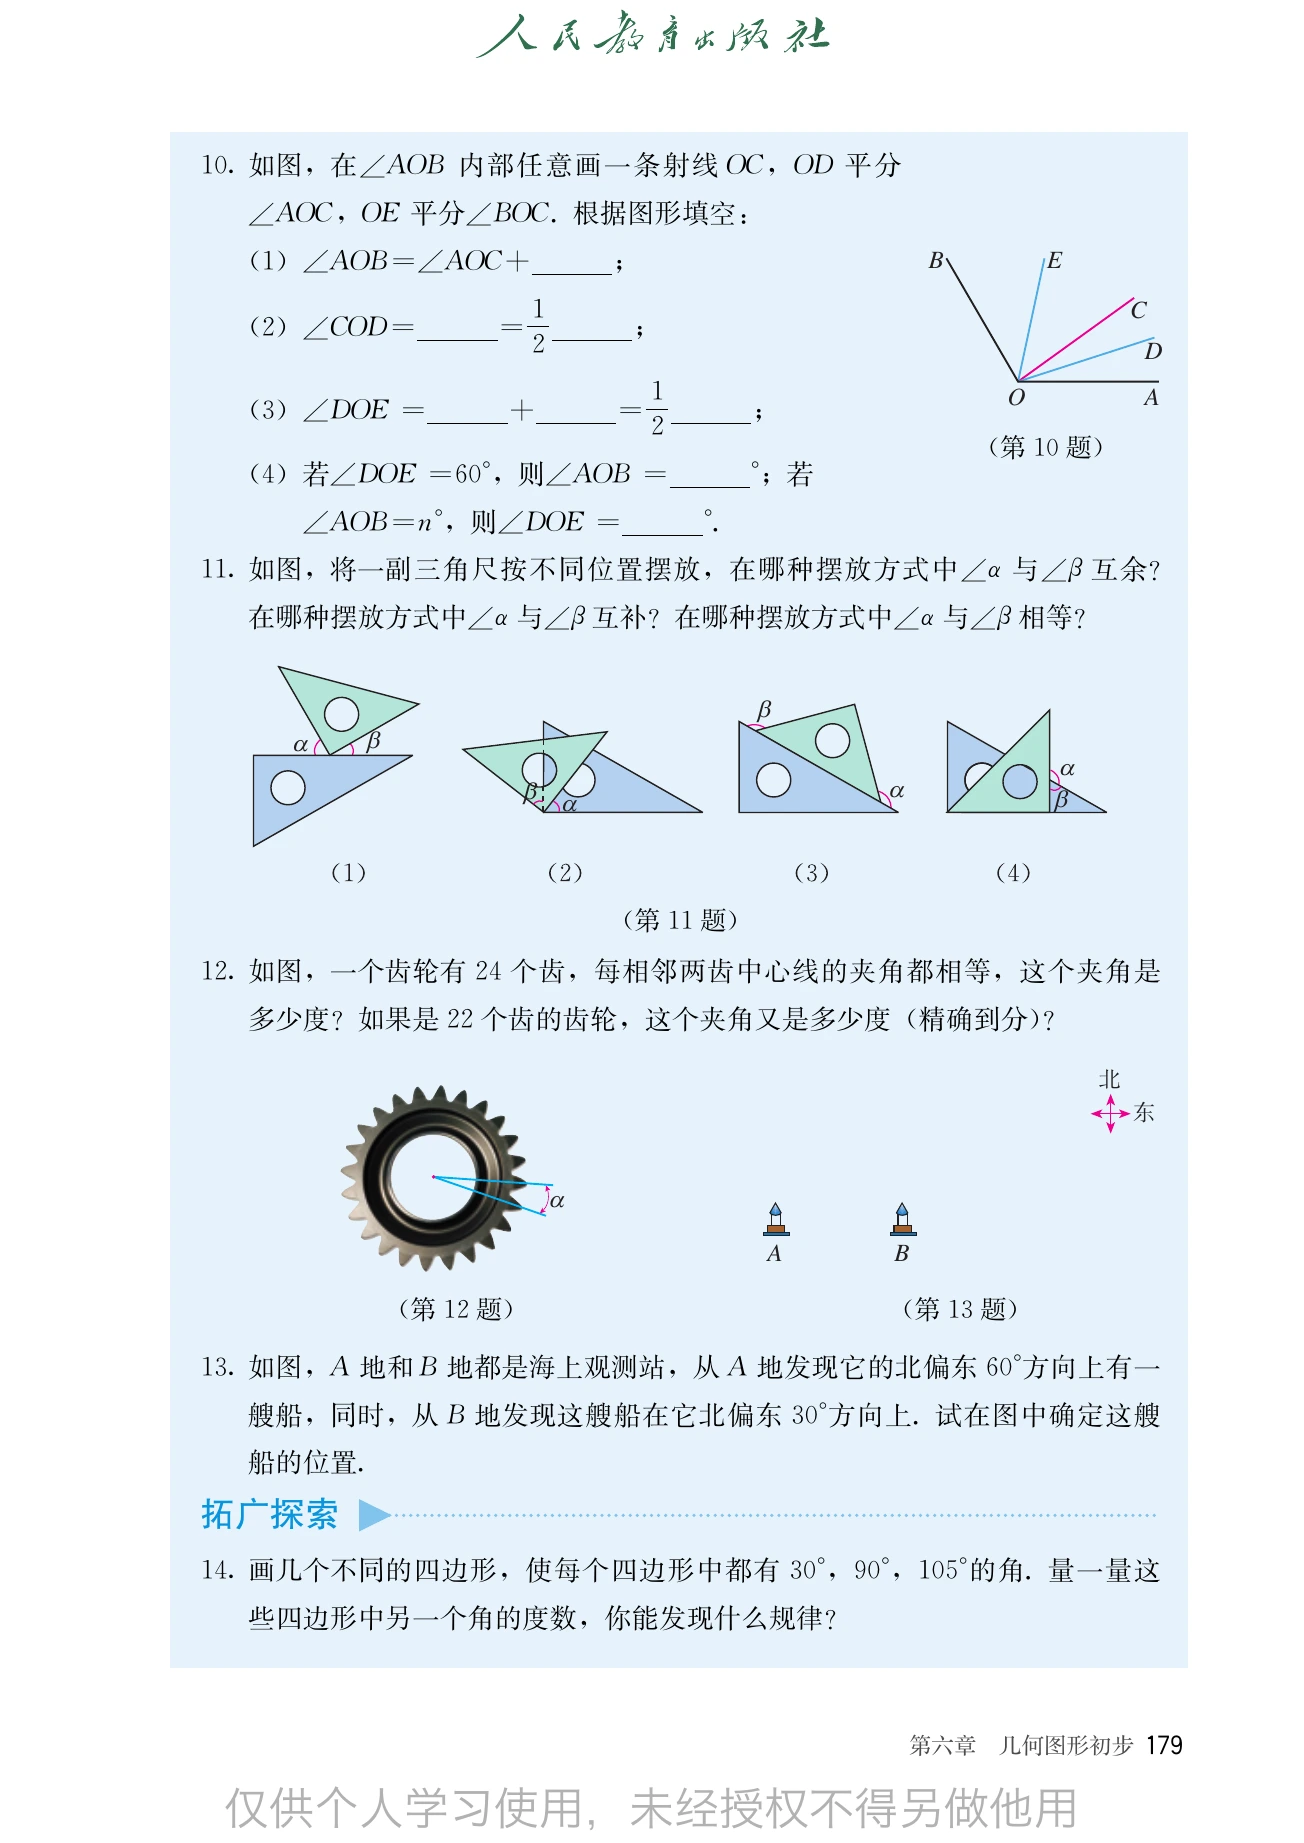 人民教育出版社
10. 如图，在∠AOB 内部任意画一条射线 OC，OD 平分
∠AOC，OE 平分∠BOC. 根据图形填空：
（1）∠AOB＝∠AOC＋_____；
（2）∠COD＝_____＝1/2_____；
（3）∠DOE ＝_____＋_____＝1/2_____；
（4）若∠DOE ＝60°，则∠AOB ＝_____°；若
∠AOB＝n°，则∠DOE ＝_____°.
B E C D O A
（第 10 题）
11. 如图，将一副三角尺按不同位置摆放，在哪种摆放方式中∠α 与∠β 互余？
在哪种摆放方式中∠α 与∠β 互补？在哪种摆放方式中∠α 与∠β 相等？
α β β α β α α β
（1） （2） （3） （4）
（第 11 题）
12. 如图，一个齿轮有 24 个齿，每相邻两齿中心线的夹角都相等，这个夹角是
多少度？如果是 22 个齿的齿轮，这个夹角又是多少度（精确到分）？
北
东
α
A B
（第 12 题） （第 13 题）
13. 如图，A 地和 B 地都是海上观测站，从 A 地发现它的北偏东 60°方向上有一
艘船，同时，从 B 地发现这艘船在它北偏东 30°方向上. 试在图中确定这艘
船的位置.
拓广探索
14. 画几个不同的四边形，使每个四边形中都有 30°，90°，105°的角. 量一量这
些四边形中另一个角的度数，你能发现什么规律？
第六章 几何图形初步 179
仅供个人学习使用，未经授权不得另做他用